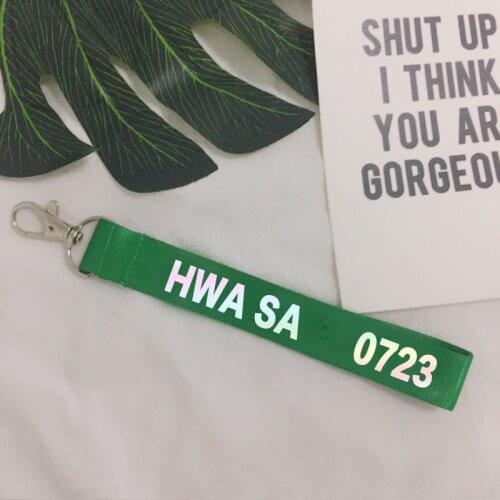 SHUT UP
I THINK
YOU AR
GORGEOU
HWA SA 0723